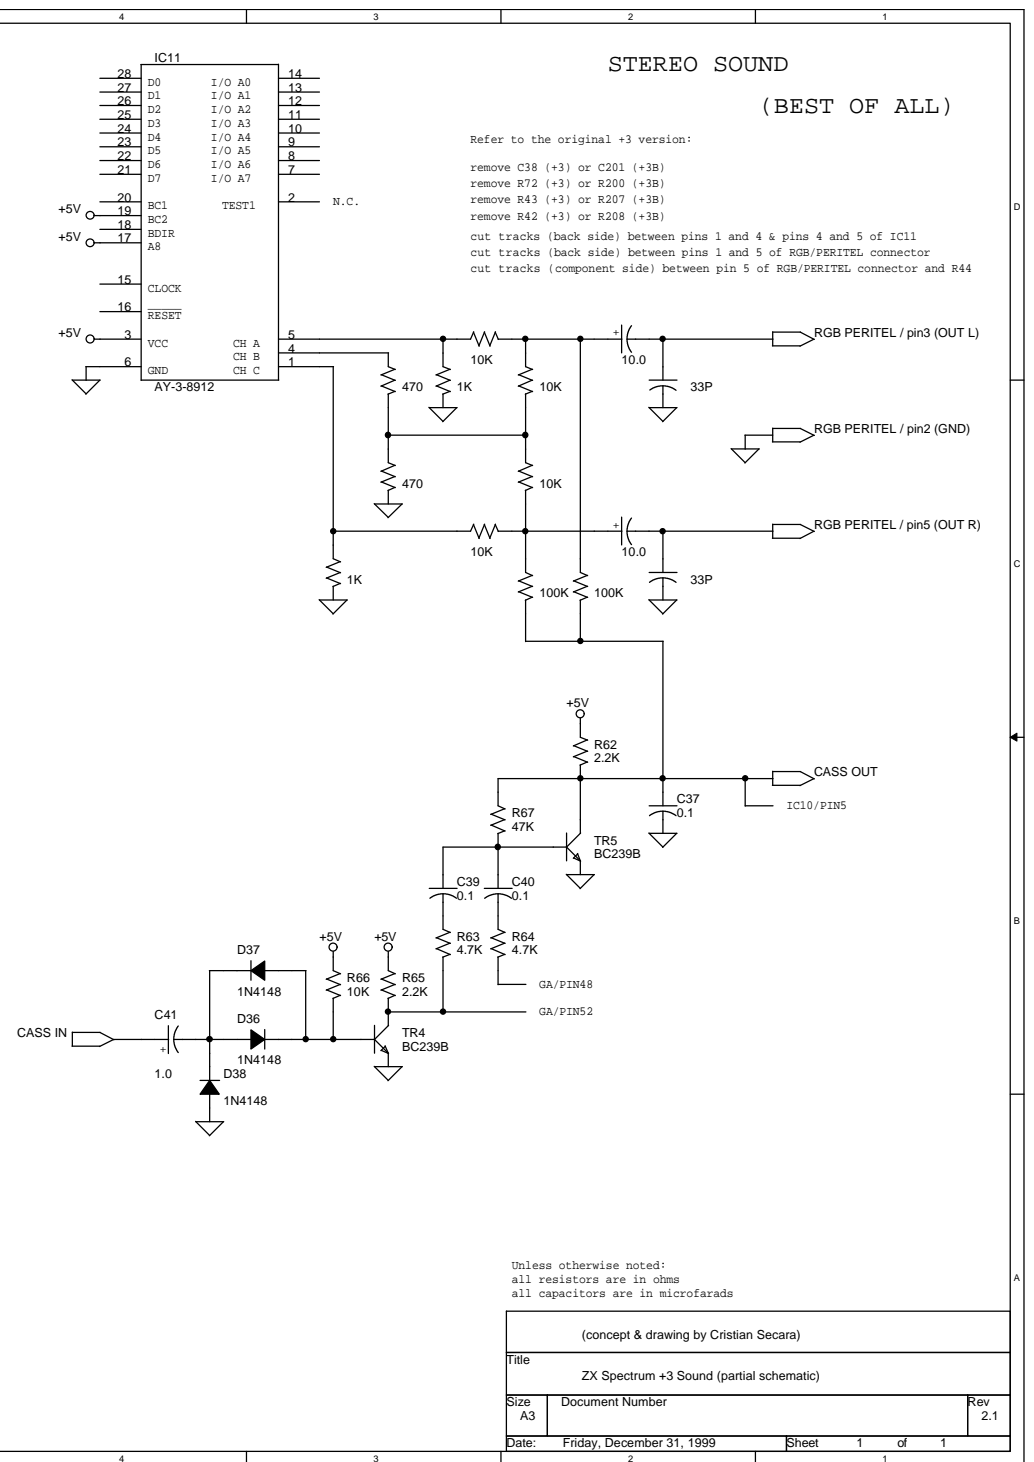 4 3 2 1
STEREO SOUND
(BEST OF ALL)
Refer to the original +3 version:
remove C38 (+3) or C201 (+3B)
remove R72 (+3) or R200 (+3B)
remove R43 (+3) or R207 (+3B)
remove R42 (+3) or R208 (+3B)
cut tracks (back side) between pins 1 and 4 & pins 4 and 5 of IC11
cut tracks (back side) between pins 1 and 5 of RGB/PERITEL connector
cut tracks (component side) between pin 5 of RGB/PERITEL connector and R44
IC11
28 D0 I/O A0 14
27 D1 I/O A1 13
26 D2 I/O A2 12
25 D3 I/O A3 11
24 D4 I/O A4 10
23 D5 I/O A5 9
22 D6 I/O A6 8
21 D7 I/O A7 7
20 BC1 TEST1 2 N.C.
+5V 19 BC2
18 BDIR
+5V 17 A8
15 CLOCK
16 RESET
+5V 3 VCC CH A 5
CH B 4
6 GND CH C 1
AY-3-8912
10K
10.0
RGB PERITEL / pin3 (OUT L)
470
1K
10K
33P
RGB PERITEL / pin2 (GND)
470
10K
10K
10.0
RGB PERITEL / pin5 (OUT R)
1K
100K
100K
33P
D
C
B
A
+5V
R62
2.2K
CASS OUT
IC10/PIN5
C37
0.1
R67
47K
TR5
BC239B
C39
0.1
C40
0.1
R63
4.7K
R64
4.7K
GA/PIN48
GA/PIN52
+5V
+5V
R66
10K
R65
2.2K
D37
1N4148
CASS IN
C41
1.0
+
D36
1N4148
D38
1N4148
TR4
BC239B
Unless otherwise noted:
all resistors are in ohms
all capacitors are in microfarads
(concept & drawing by Cristian Secara)
Title
ZX Spectrum +3 Sound (partial schematic)
Size Document Number Rev
A3 2.1
Date: Friday, December 31, 1999 Sheet 1 of 1
4 3 2 1